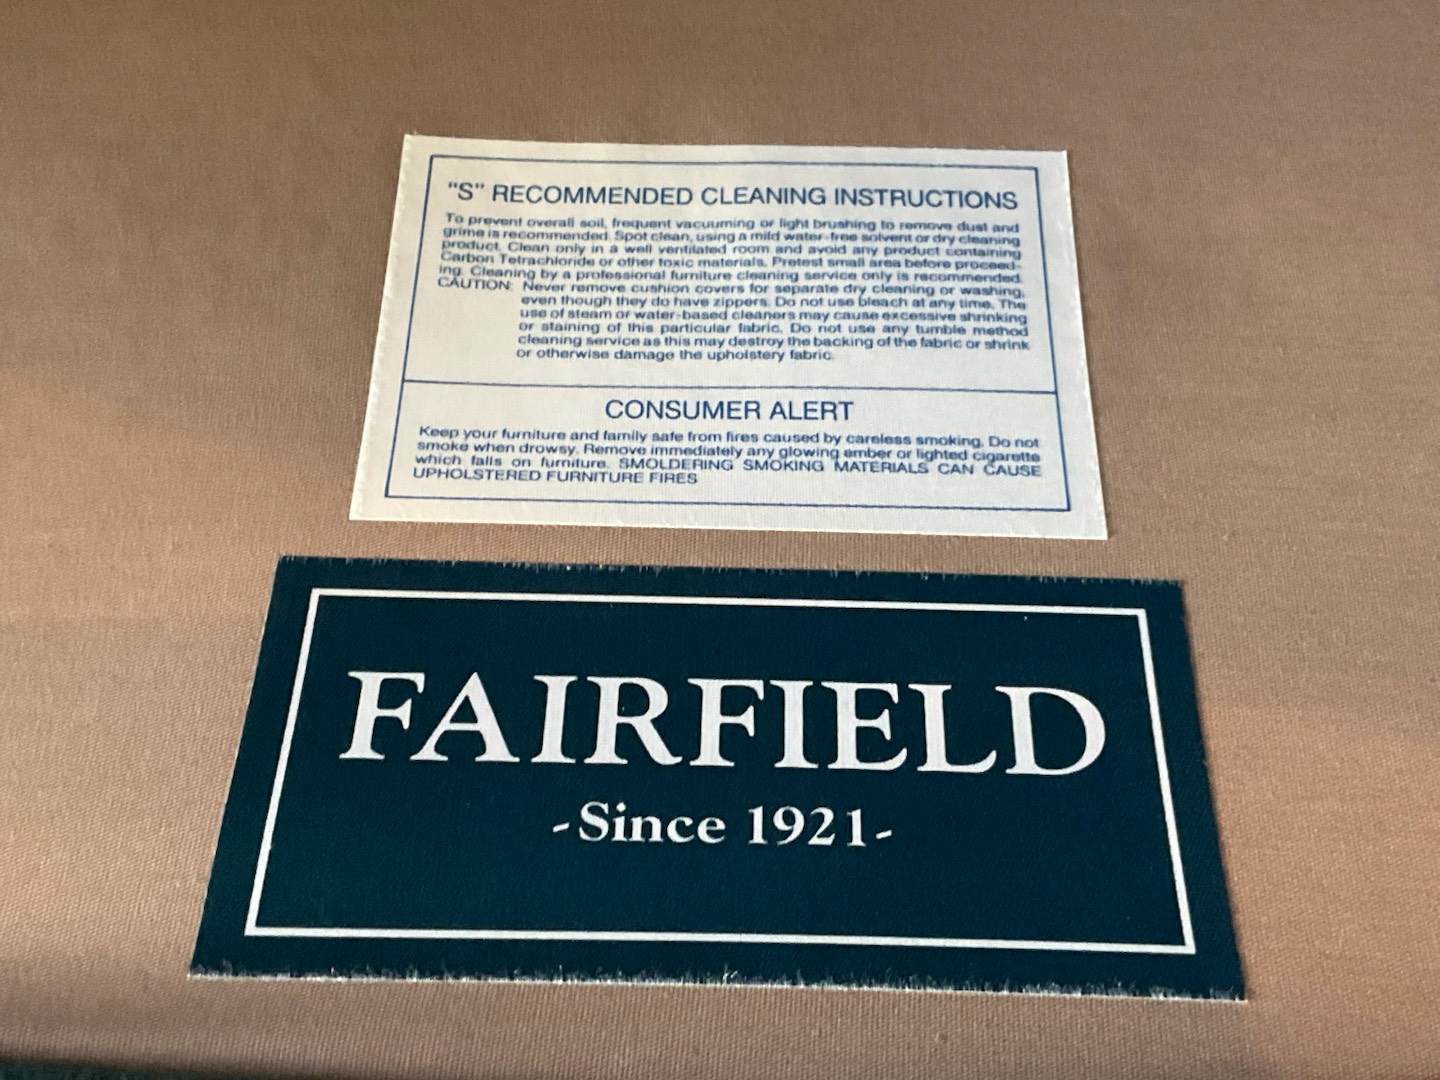 "S" RECOMMENDED CLEANING INSTRUCTIONS
To prevent overall soil, frequent vacuuming or light brushing to remove dust and
grime is recommended. Spot clean, using a mild water-free solvent or dry cleaning
product. Clean only in a well ventilated room and avoid any product containing
Carbon Tetrachloride or other toxic materials. Pretest small area before proceed-
ing. Cleaning by a professional furniture cleaning service only is recommended.
CAUTION: Never remove cushion covers for separate dry cleaning or washing,
even though they do have zippers. Do not use bleach at any time. The
use of steam or water-based cleaners may cause excessive shrinking
or staining of this particular fabric. Do not use any tumble method
cleaning service as this may destroy the backing of the fabric or shrink
or otherwise damage the upholstery fabric.
CONSUMER ALERT
Keep your furniture and family safe from fires caused by careless smoking. Do not
smoke when drowsy. Remove immediately any glowing ember or lighted cigarette
which falls on furniture. SMOLDERING SMOKING MATERIALS CAN CAUSE
UPHOLSTERED FURNITURE FIRES
FAIRFIELD
-Since 1921-